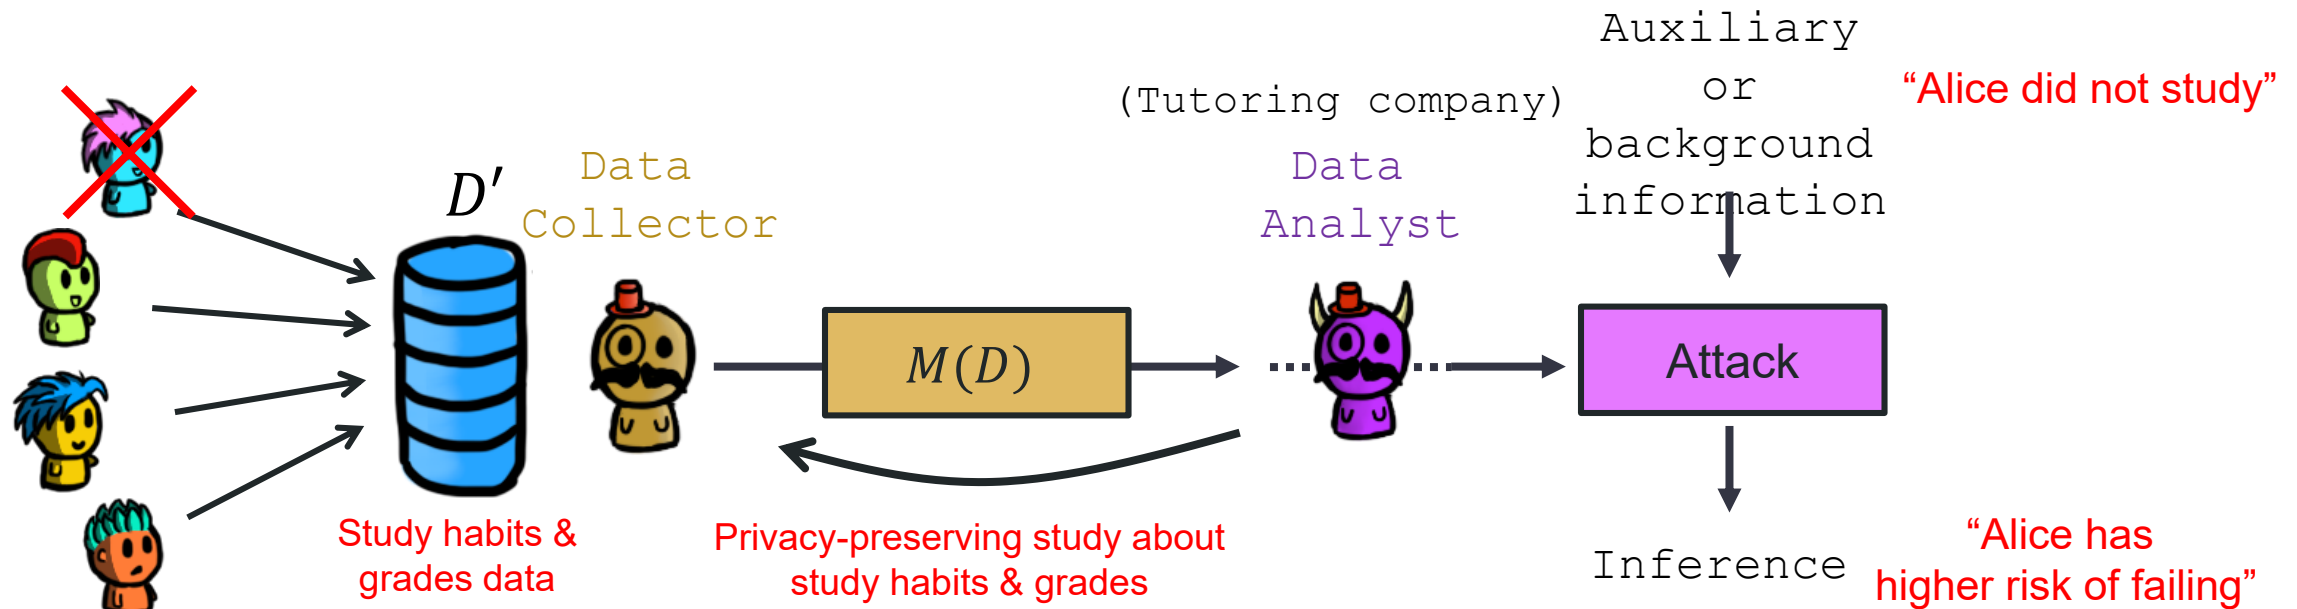 Auxiliary
or
background
information
“Alice did not study”
(Tutoring company)
Data
Analyst
Data
Collector
D′
M(D)
Attack
Study habits &
grades data
Privacy-preserving study about
study habits & grades
Inference
“Alice has
higher risk of failing”